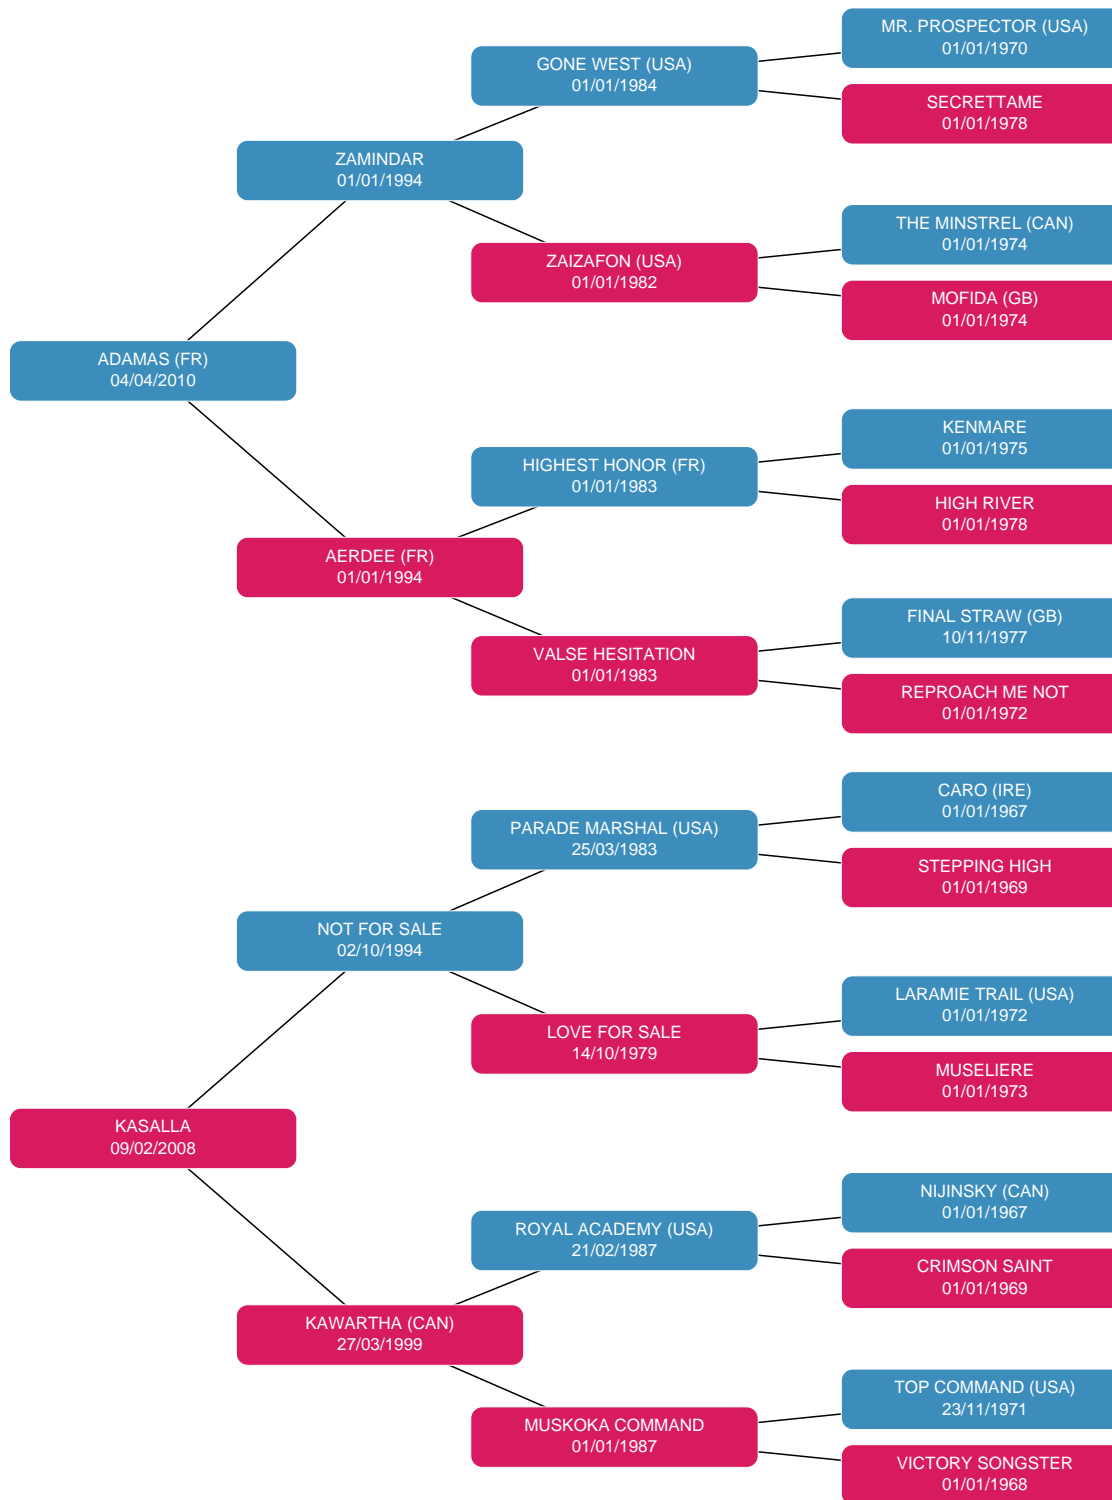 MR. PROSPECTOR (USA)
01/01/1970
GONE WEST (USA)
01/01/1984
SECRETTAME
01/01/1978
ZAMINDAR
01/01/1994
THE MINSTREL (CAN)
01/01/1974
ZAIZAFON (USA)
01/01/1982
MOFIDA (GB)
01/01/1974
ADAMAS (FR)
04/04/2010
KENMARE
01/01/1975
HIGHEST HONOR (FR)
01/01/1983
HIGH RIVER
01/01/1978
AERDEE (FR)
01/01/1994
FINAL STRAW (GB)
10/11/1977
VALSE HESITATION
01/01/1983
REPROACH ME NOT
01/01/1972
CARO (IRE)
01/01/1967
PARADE MARSHAL (USA)
25/03/1983
STEPPING HIGH
01/01/1969
NOT FOR SALE
02/10/1994
LARAMIE TRAIL (USA)
01/01/1972
LOVE FOR SALE
14/10/1979
MUSELIERE
01/01/1973
KASALLA
09/02/2008
NIJINSKY (CAN)
01/01/1967
ROYAL ACADEMY (USA)
21/02/1987
CRIMSON SAINT
01/01/1969
KAWARTHA (CAN)
27/03/1999
TOP COMMAND (USA)
23/11/1971
MUSKOKA COMMAND
01/01/1987
VICTORY SONGSTER
01/01/1968